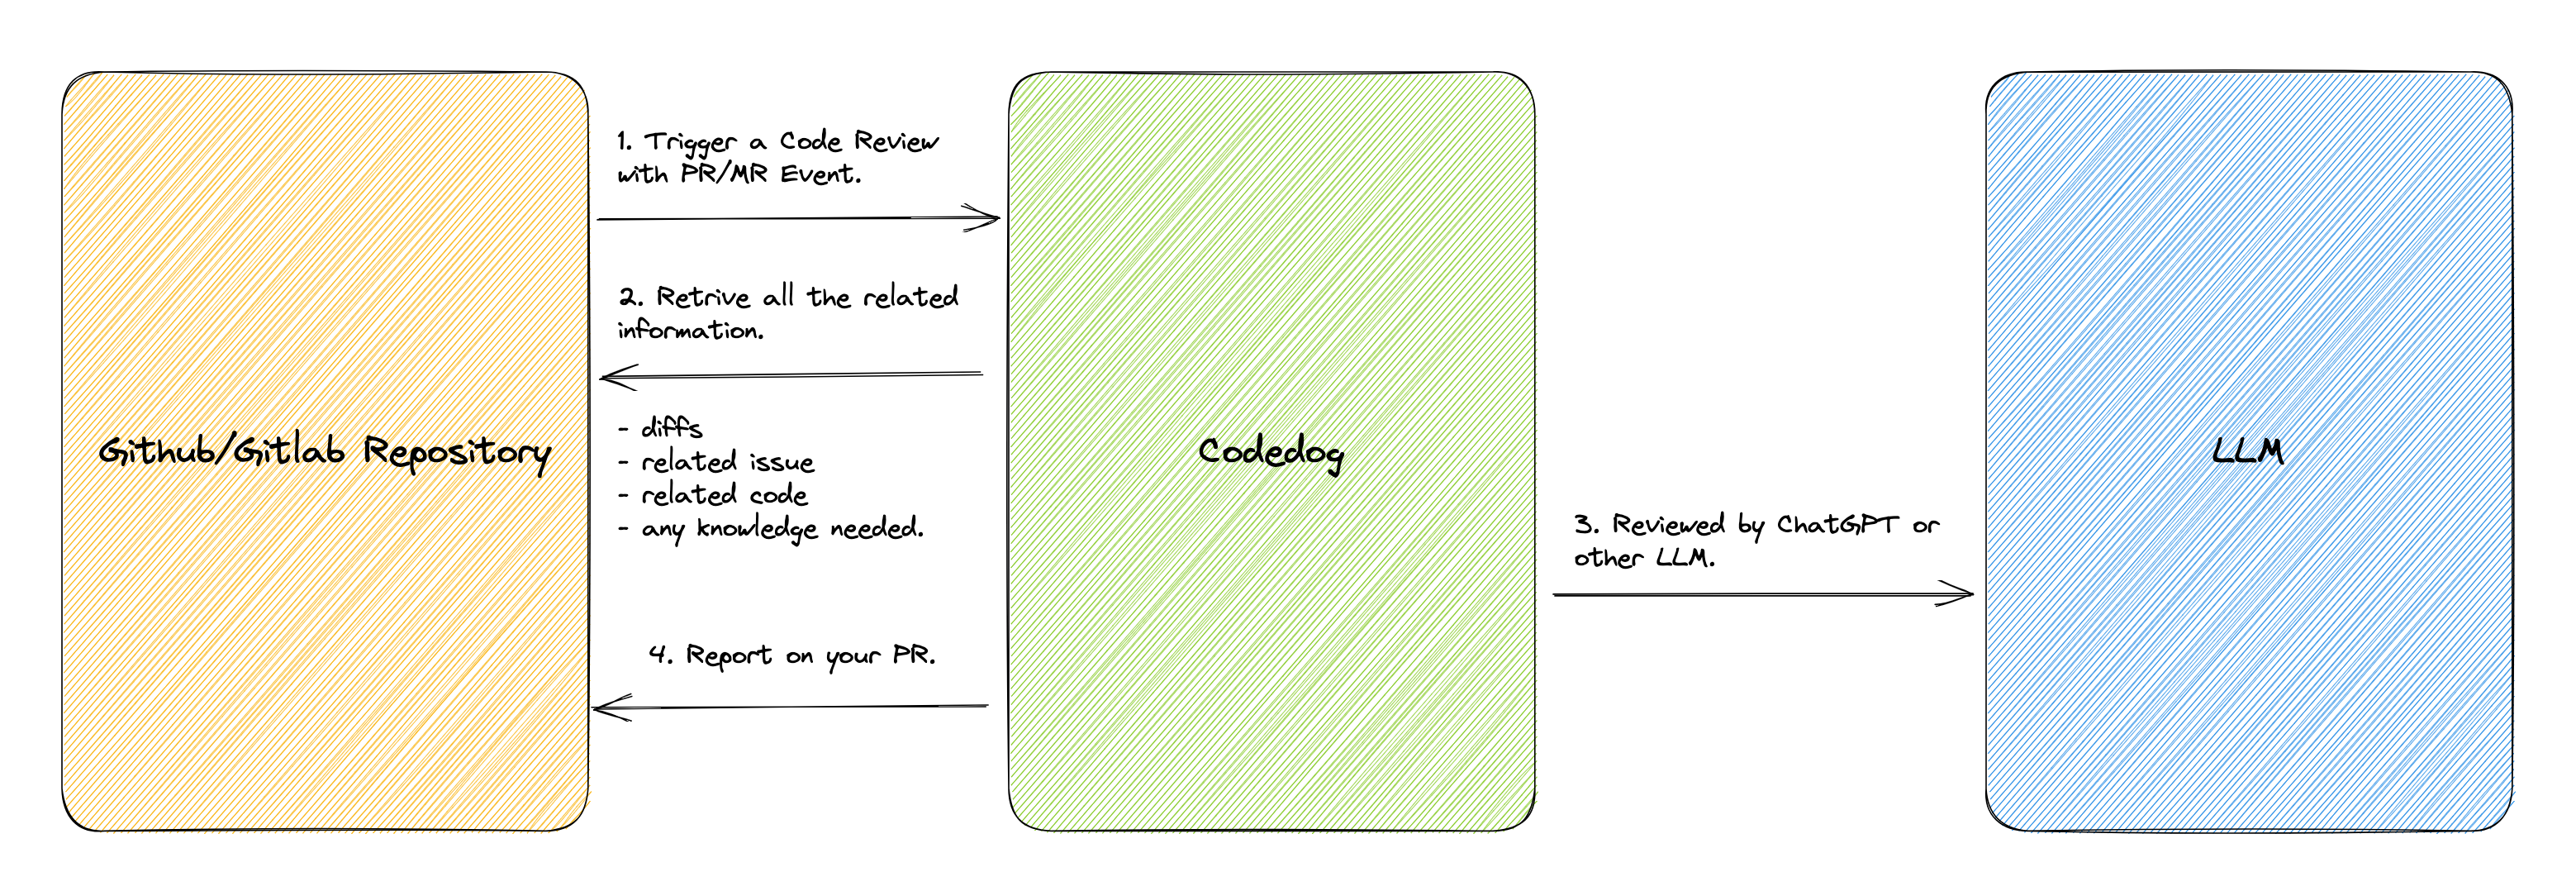 1. Trigger a Code Review
with PR/MR Event.
2. Retrive all the related
information.
- diffs
- related issue
- related code
- any knowledge needed.
Github/Gitlab Repository
Codedog
LLM
3. Reviewed by ChatGPT or
other LLM.
4. Report on your PR.